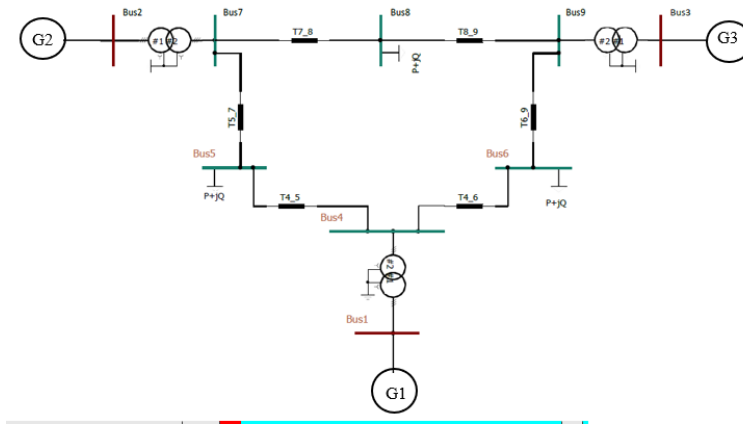 Bus2
Bus7
Bus8
Bus9
Bus3
G2
#1
#2
T7_8
T8_9
#2
#1
G3
P+jQ
T5_7
T6_9
Bus5
Bus6
P+jQ
T4_5
T4_6
P+jQ
Bus4
#2
#1
Bus1
G1